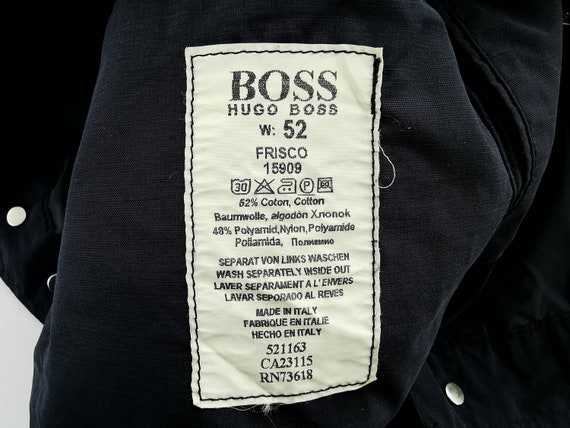 BOSS
HUGO BOSS
W: 52
FRISCO
15909
30 P
52% Coton, Cotton
Baumwolle, algodón Хлопок
48% Polyamid,Nylon,Polyamide
Poliamida,
SEPARAT VON LINKS WASCHEN
WASH SEPARATELY INSIDE OUT
LAVER SEPARAMENT A L'ENVERS
LAVAR SEPORADO AL REVES
MADE IN ITALY
FABRIQUE EN ITALIE
HECHO EN ITALY
521163
CA23115
RN73618